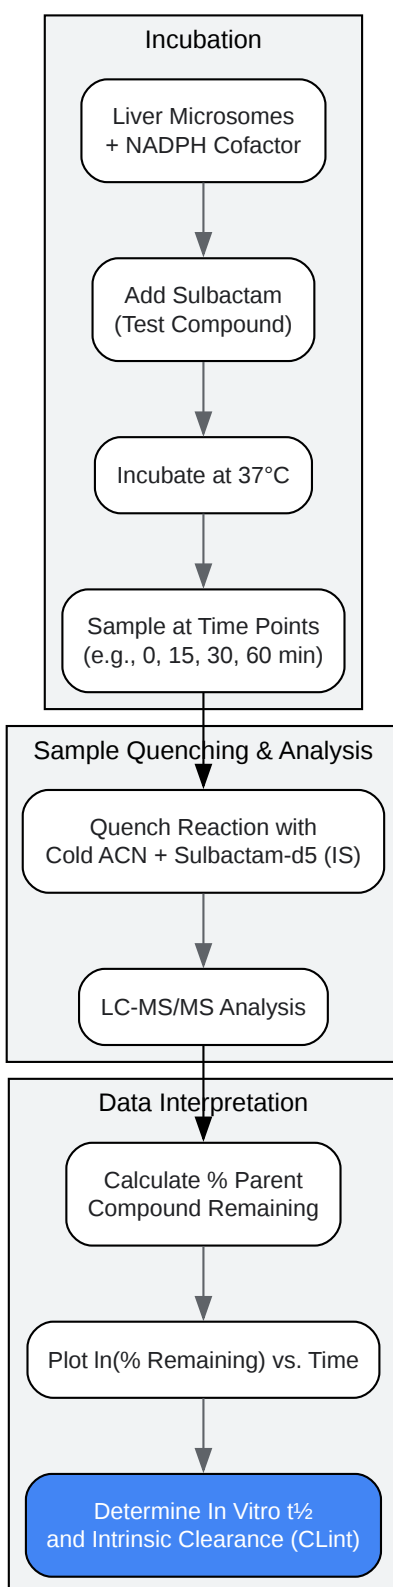 Incubation
Liver Microsomes
+ NADPH Cofactor
Add Sulbactam
(Test Compound)
Incubate at 37°C
Sample at Time Points
(e.g., 0, 15, 30, 60 min)
Sample Quenching & Analysis
Quench Reaction with
Cold ACN + Sulbactam-d5 (IS)
LC-MS/MS Analysis
Data Interpretation
Calculate % Parent
Compound Remaining
Plot ln(% Remaining) vs. Time
Determine In Vitro t½
and Intrinsic Clearance (CLint)